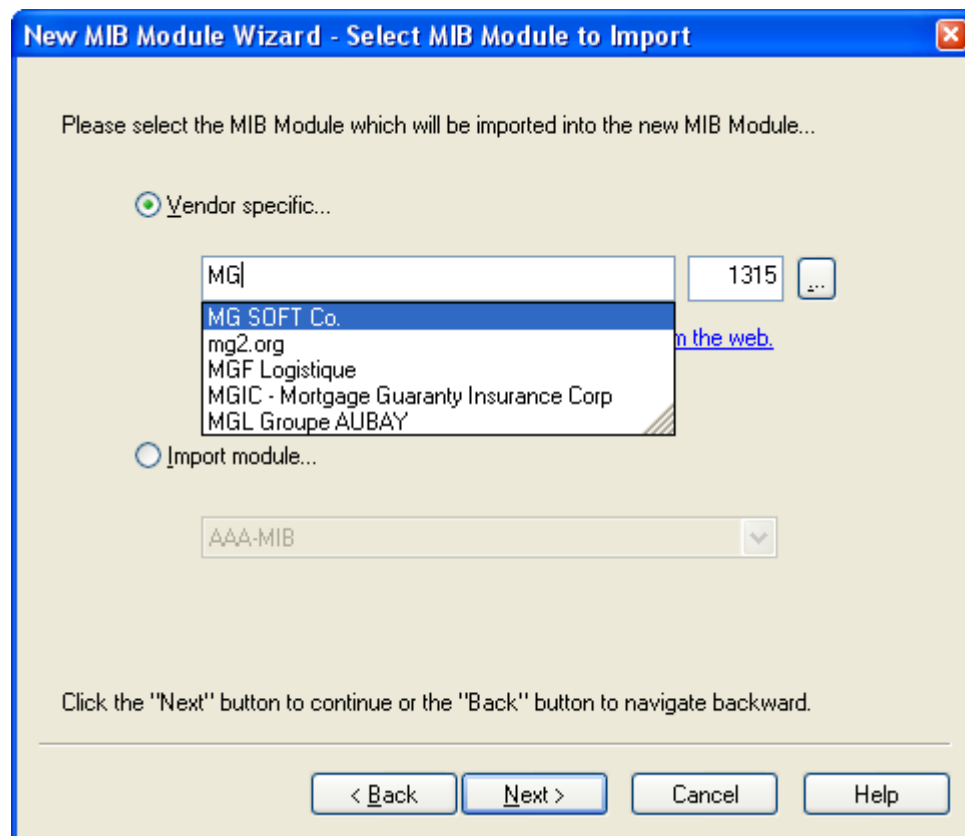 New MIB Module Wizard - Select MIB Module to Import
Please select the MIB Module which will be imported into the new MIB Module...
Vendor specific...
MG 1315 ...
MG SOFT Co.
mg2.org
the web.
MGF Logistique
MGIC - Mortgage Guaranty Insurance Corp
MGL Groupe AUBAY
Import module...
AAA-MIB
Click the "Next" button to continue or the "Back" button to navigate backward.
< Back Next > Cancel Help